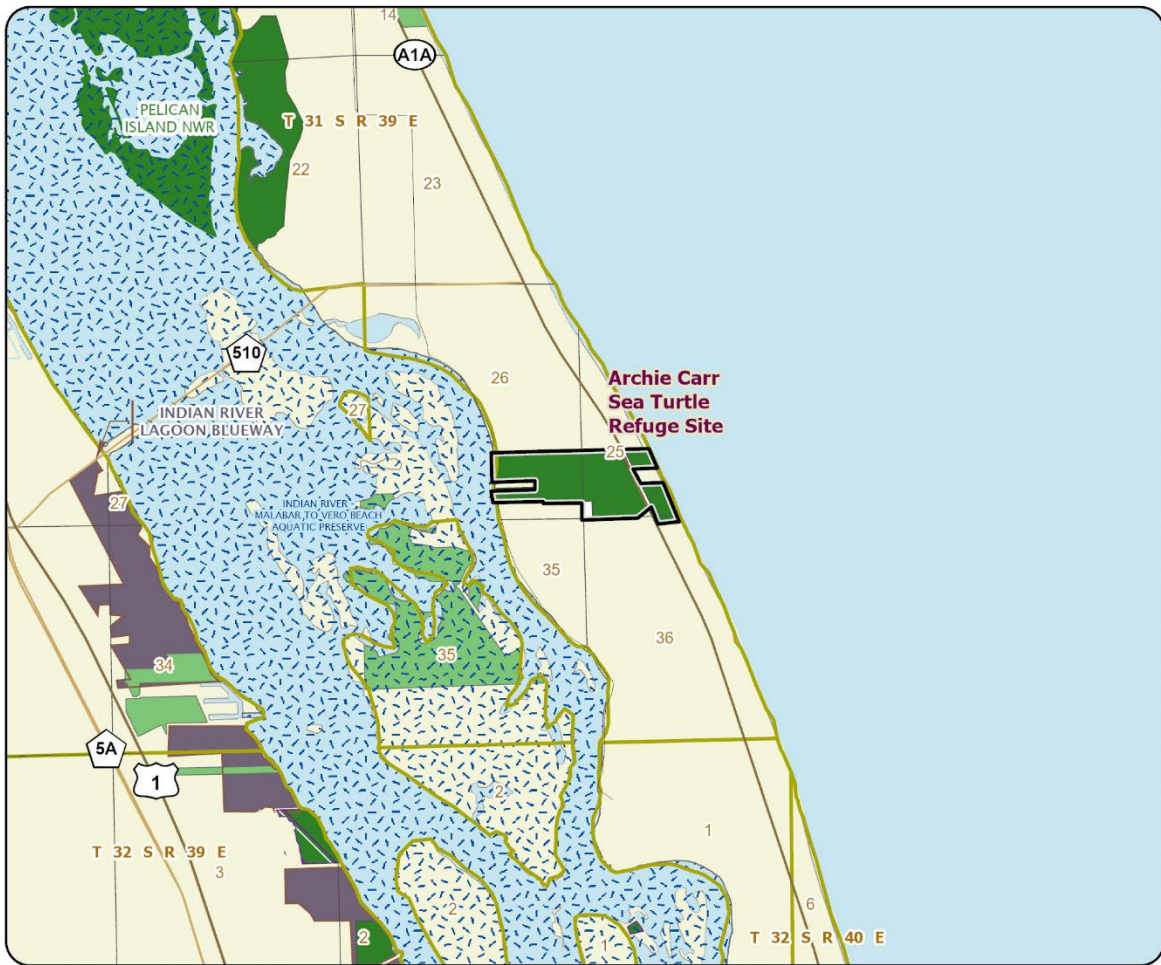 14
A1A
PELICAN
ISLAND NWR
T 31 S R 39 E
22
23
510
26
27
Archie Carr
Sea Turtle
Refuge Site
25
INDIAN RIVER
LAGOON BLUEWAY
27
INDIAN RIVER
MALABAR TO VERO BEACH
AQUATIC PRESERVE
35
36
35
34
5A
1
2
T 32 S R 39 E
3
1
2
2
1
6
T 32 S R 40 E